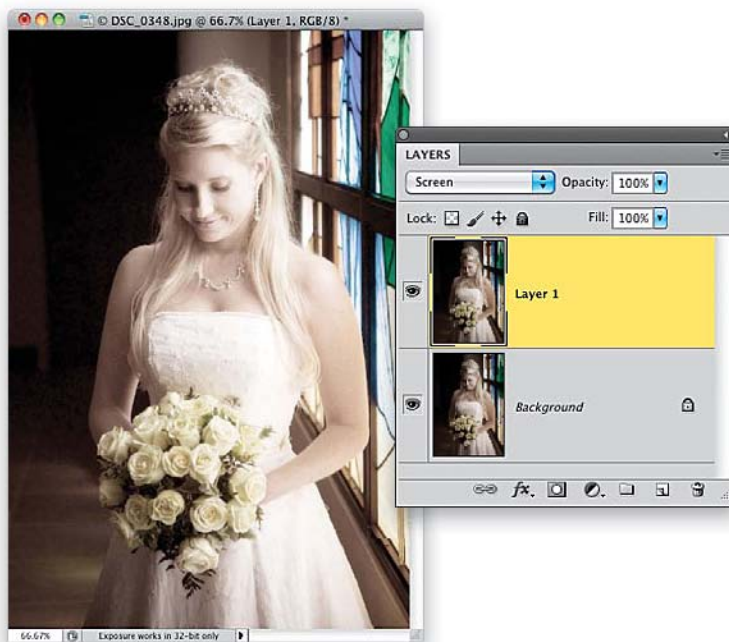 © DSC_0348.jpg @ 66.7% (Layer 1, RGB/8) *
LAYERS
Screen Opacity: 100%
Lock: Fill: 100%
Layer 1
Background
fx.
66.67% Exposure works in 32-bit only